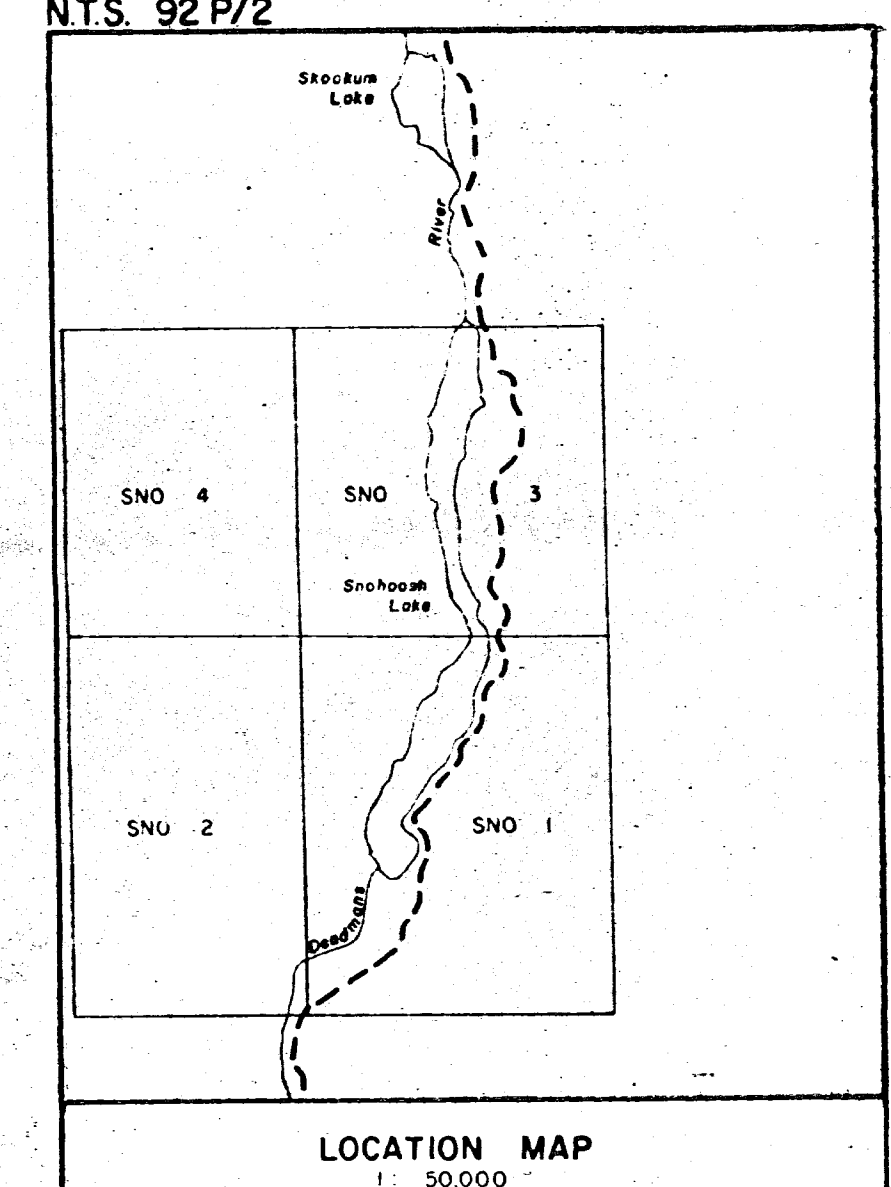 N.T.S. 92 P/2
Skookum
Lake
River
SNO 4
SNO 3
Snohoosh
Lake
SNO 2
SNO 1
Deadmans
LOCATION MAP
1 : 50,000